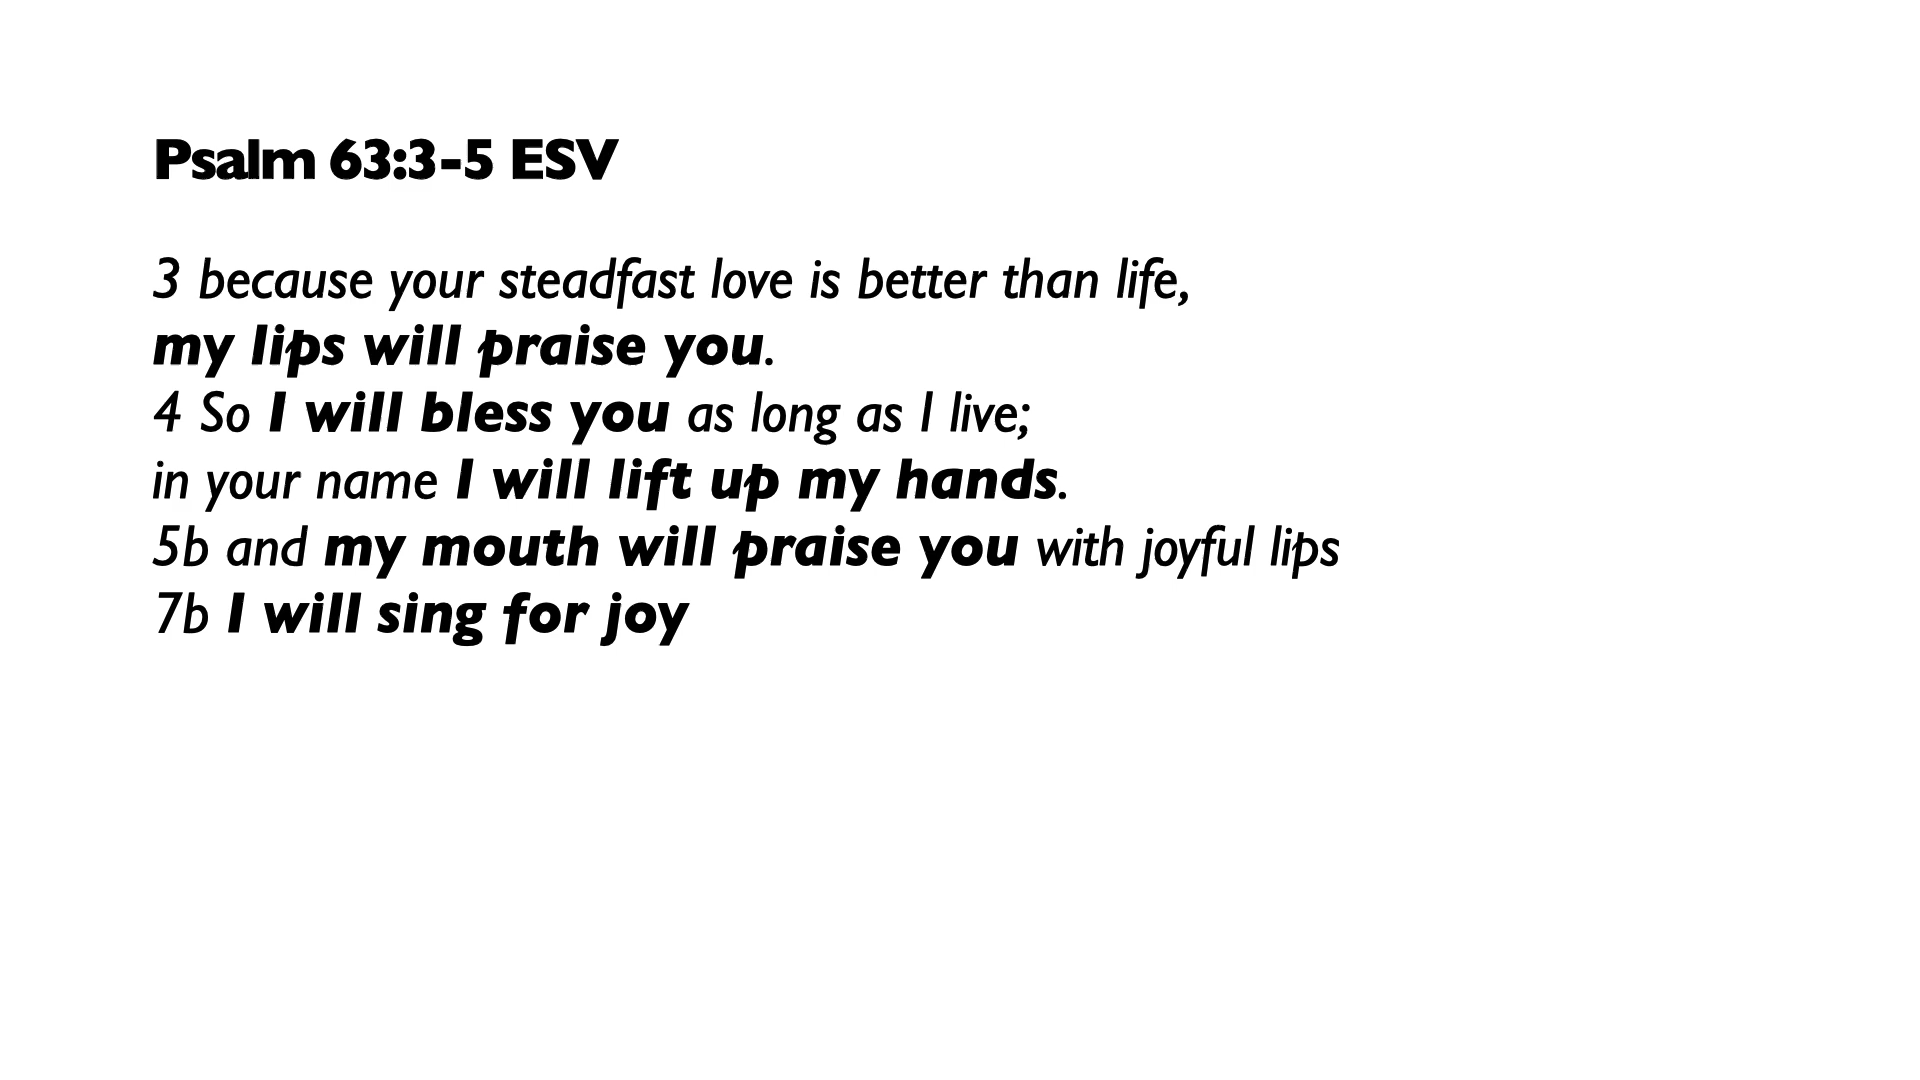 Psalm 63:3-5 ESV
3 because your steadfast love is better than life,
my lips will praise you.
4 So I will bless you as long as I live;
in your name I will lift up my hands.
5b and my mouth will praise you with joyful lips
7b I will sing for joy